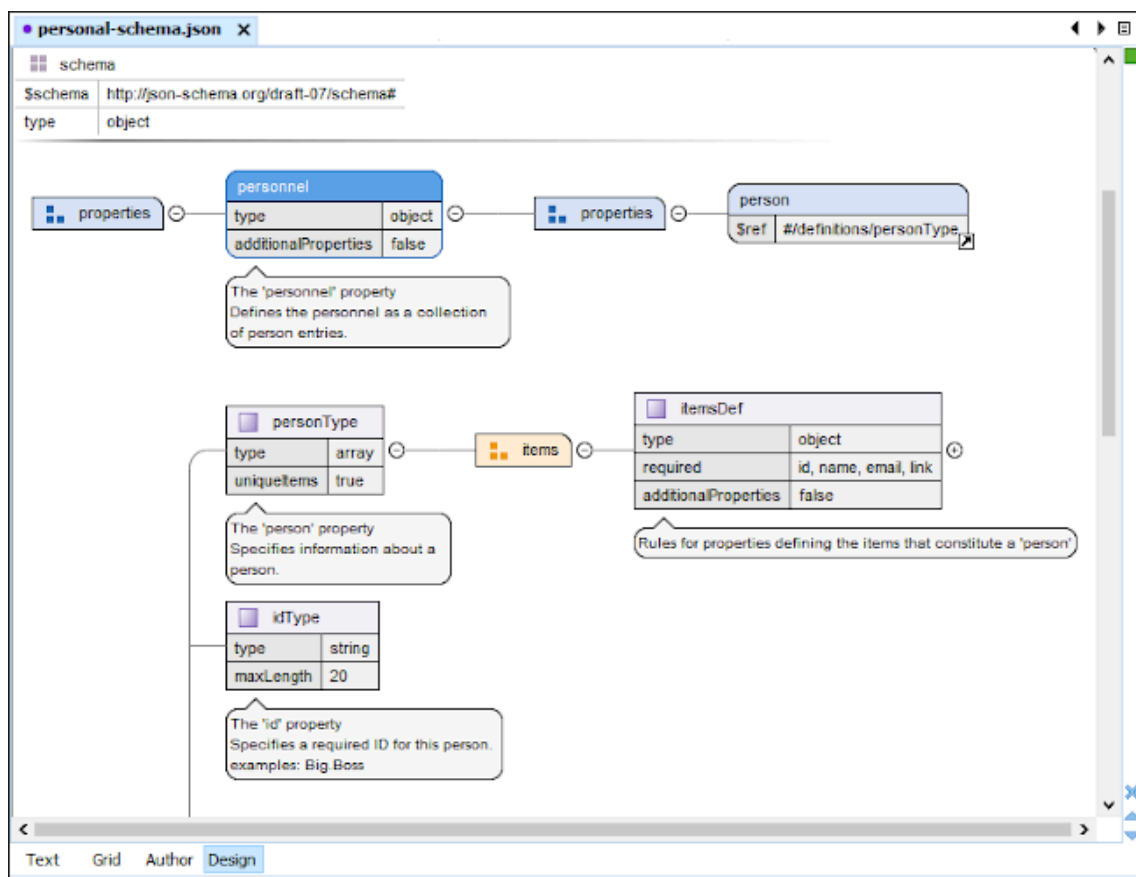 personal-schema.json
schema
$schema http://json-schema.org/draft-07/schema#
type object
properties
personnel
type object
additionalProperties false
properties
person
$ref #/definitions/personType
The 'personnel' property
Defines the personnel as a collection
of person entries.
personType
type array
uniqueItems true
items
itemsDef
type object
required id, name, email, link
additionalProperties false
The 'person' property
Specifies information about a
person.
Rules for properties defining the items that constitute a 'person'
idType
type string
maxLength 20
The 'id' property
Specifies a required ID for this person.
examples: Big.Boss
Text Grid Author Design